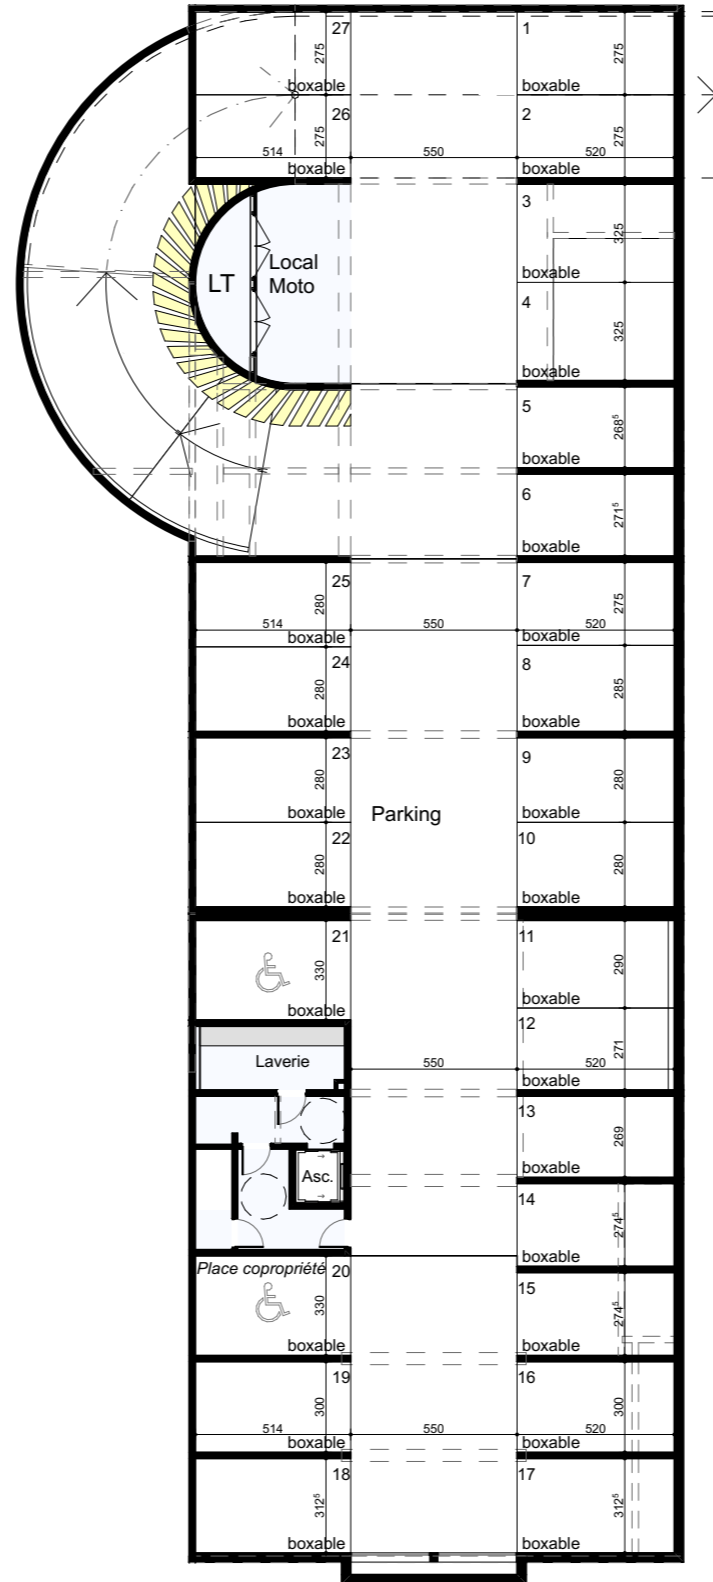 27 1
275 275
boxable boxable
26 2
275 275
514 550 520
boxable boxable
3
325
LT Local
Moto
boxable
4
325
boxable
5
268⁵
boxable
6
271⁵
boxable
25 7
280 275
514 550 520
boxable boxable
24 8
280 285
boxable boxable
23 9
280 280
boxable Parking boxable
22 10
280 280
boxable boxable
21 11
330 290
boxable boxable
12
271
Laverie 550 520
boxable
13
269
Asc.
boxable
14
274⁵
boxable
Place copropriété 20
15
330 274⁵
boxable boxable
19 16
300 300
514 550 520
boxable boxable
18 17
312⁵ 312⁵
boxable boxable